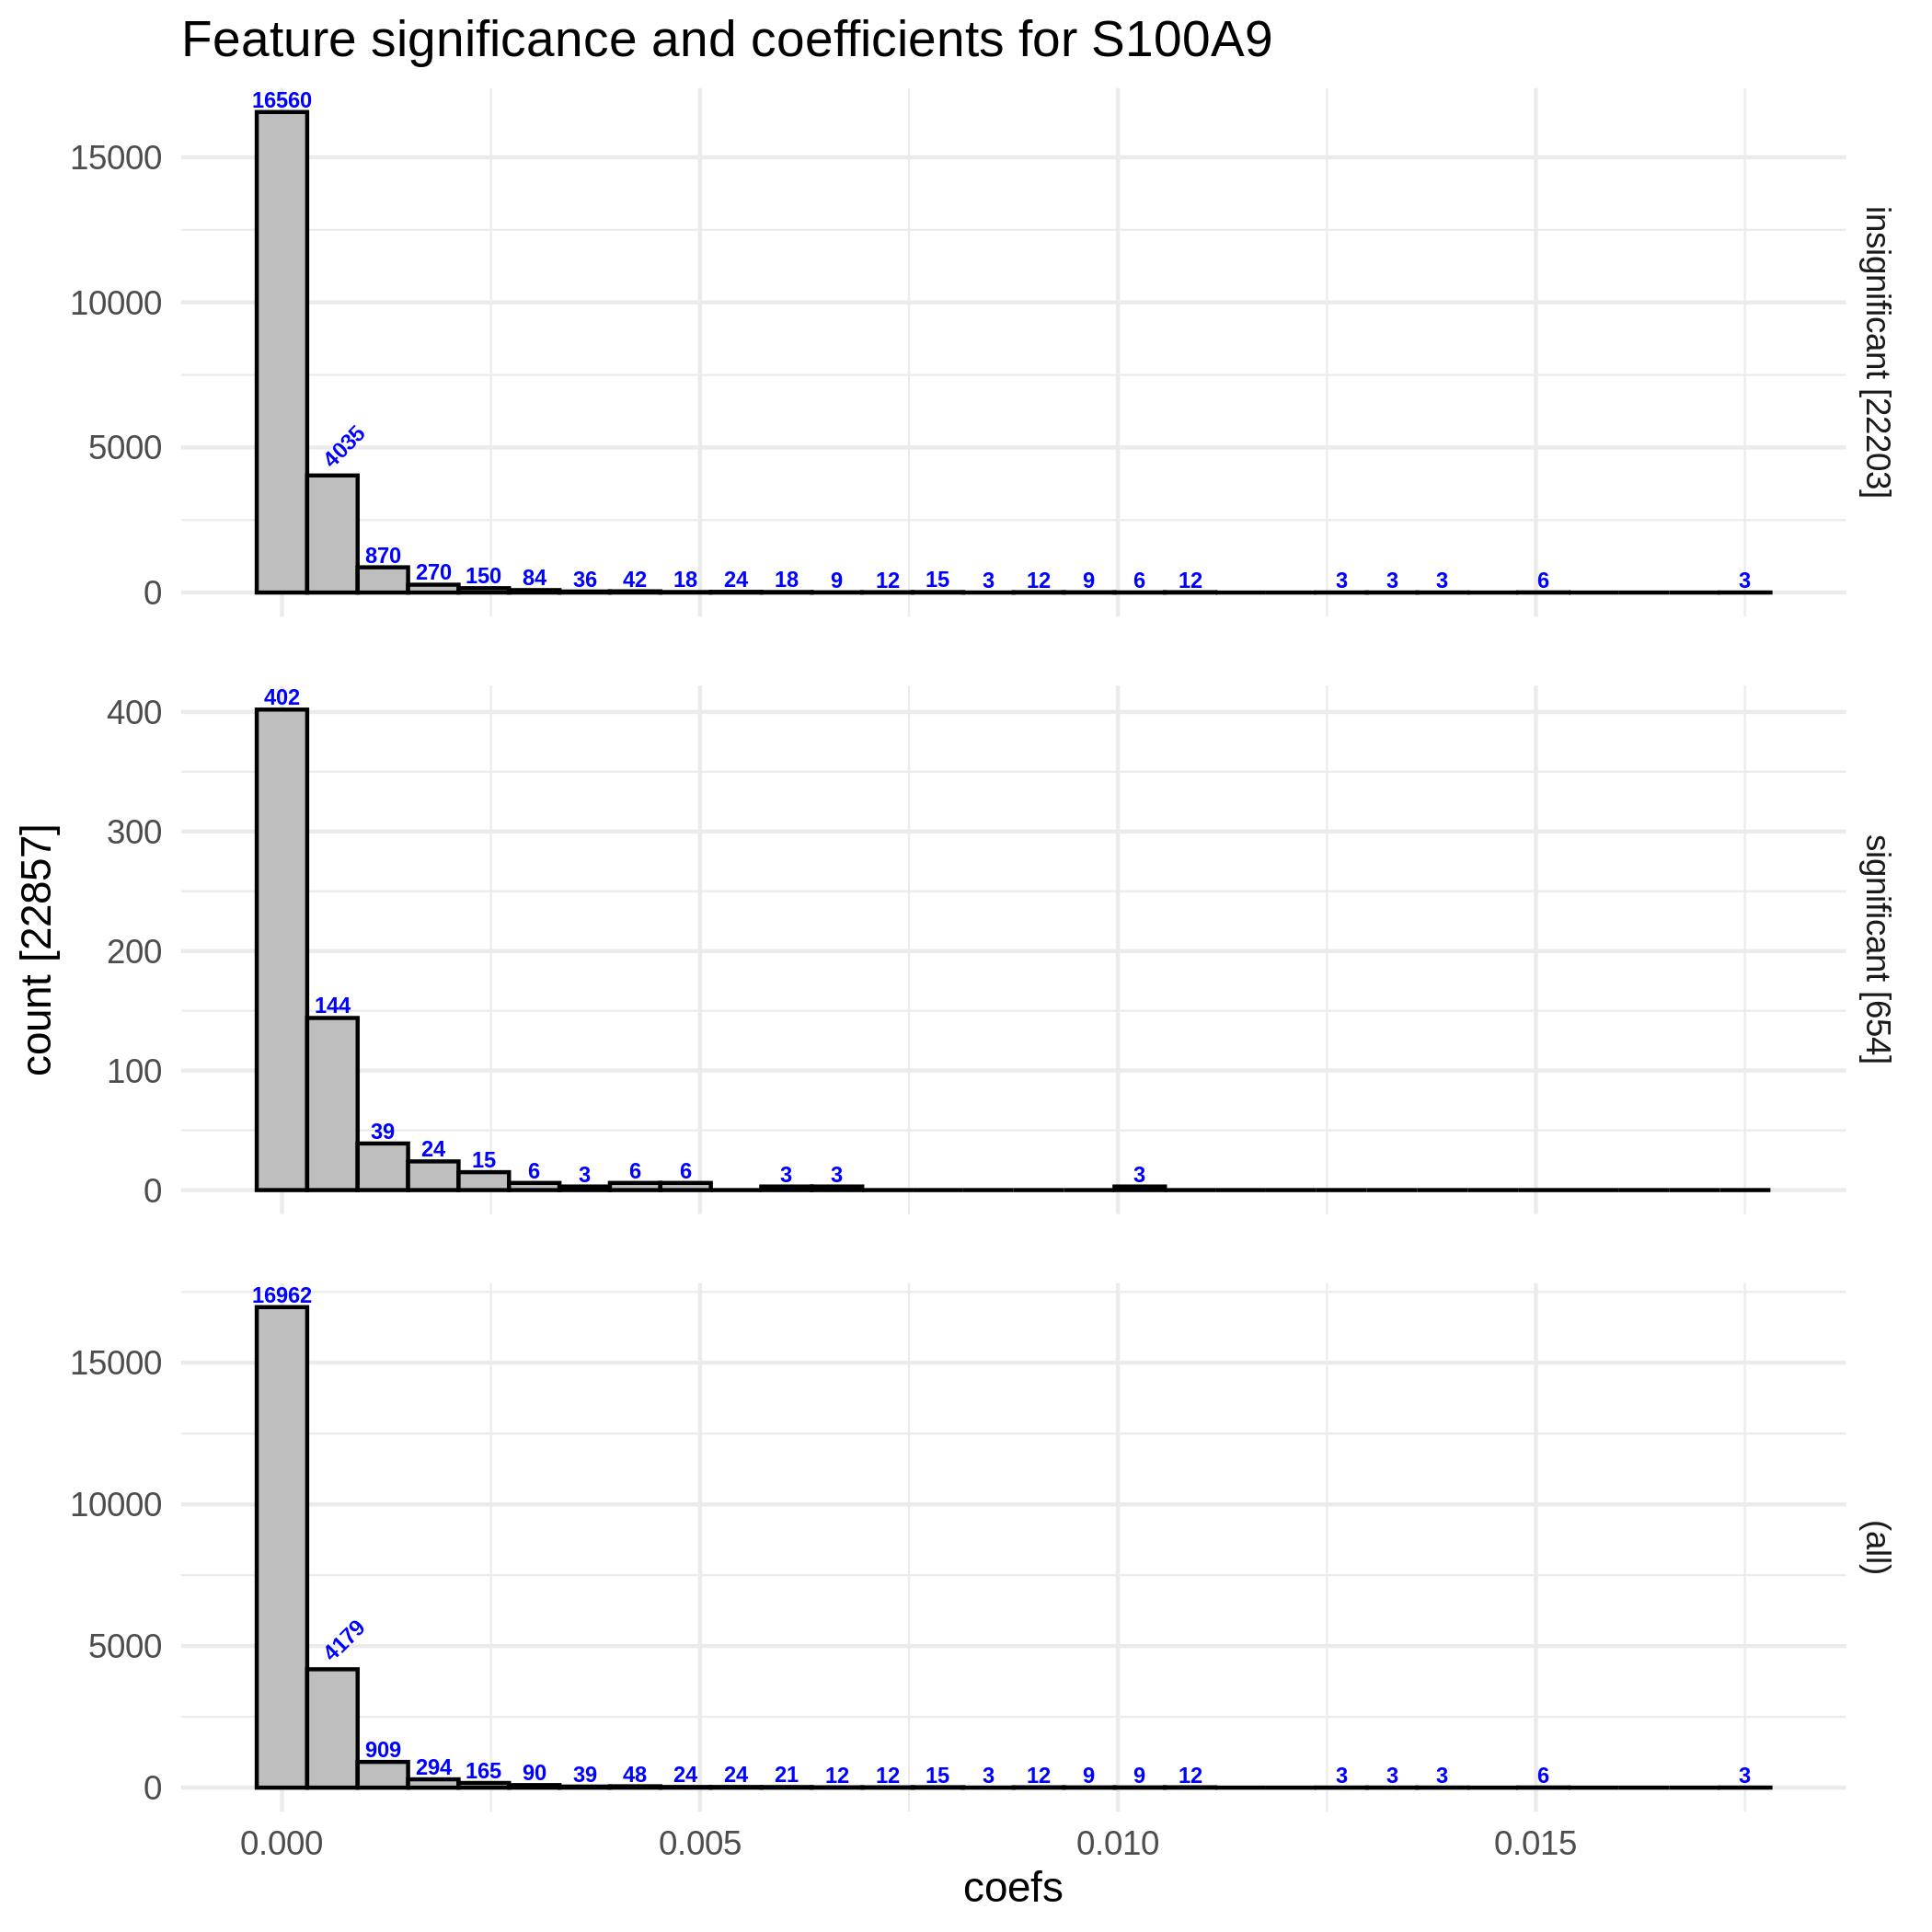 Feature significance and coefficients for S100A9
16560
15000
10000
5000
0
4035
870 270 150 84 36 42 18 24 18 9 12 15 3 12 9 6 12 3 3 3 6 3
insignificant [22203]
402
400
300
200
100
0
144
39 24 15 6 3 6 6 3 3 3
significant [654]
count [22857]
16962
15000
10000
5000
0
4179
909 294 165 90 39 48 24 24 21 12 12 15 3 12 9 9 12 3 3 3 6 3
(all)
0.000 0.005 0.010 0.015
coefs